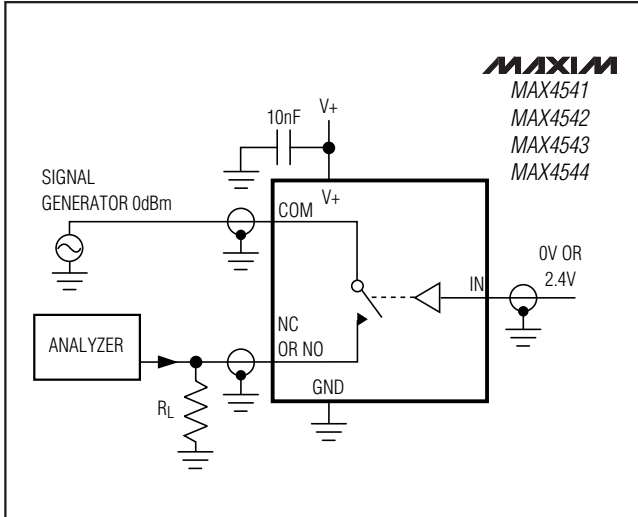 MAXIM
MAX4541
MAX4542
MAX4543
MAX4544
V+
10nF
V+
SIGNAL
GENERATOR 0dBm
COM
0V OR
2.4V
IN
NC
OR NO
ANALYZER
GND
RL